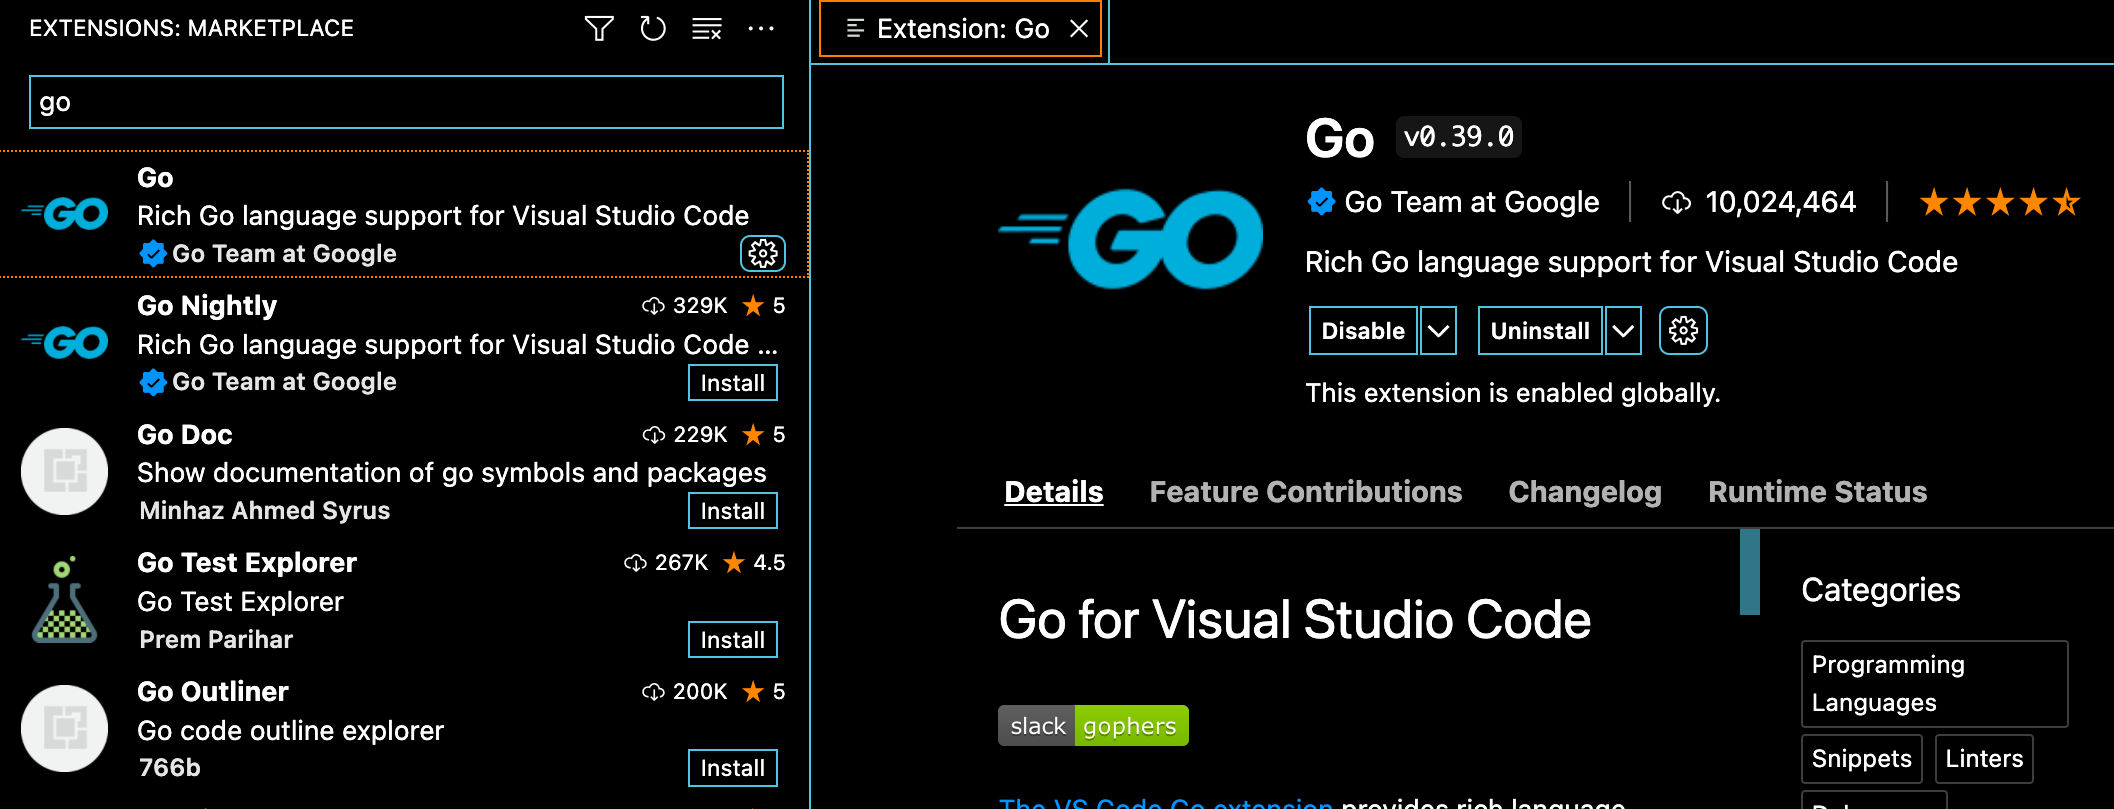 EXTENSIONS: MARKETPLACE
go
Go
Rich Go language support for Visual Studio Code
Go Team at Google
Go Nightly 329K 5
Rich Go language support for Visual Studio Code ...
Go Team at Google Install
Go Doc 229K 5
Show documentation of go symbols and packages
Minhaz Ahmed Syrus Install
Go Test Explorer 267K 4.5
Go Test Explorer
Prem Parihar Install
Go Outliner 200K 5
Go code outline explorer
766b Install
GO
GO
Extension: Go
GO
Go v0.39.0
Go Team at Google 10,024,464
Rich Go language support for Visual Studio Code
Disable Uninstall
This extension is enabled globally.
Details Feature Contributions Changelog Runtime Status
Go for Visual Studio Code
slack gophers
The VS Code Go extension provides rich language
Categories
Programming
Languages
Snippets Linters